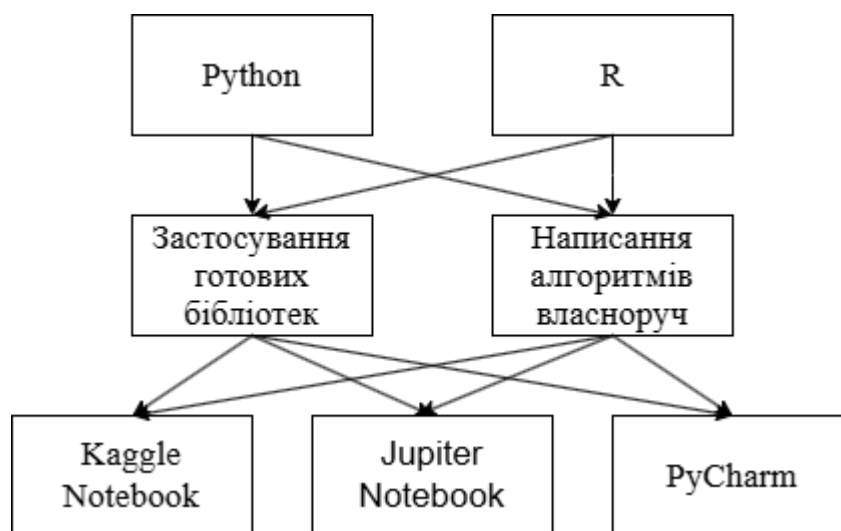 Python
R
Застосування
готових
бібліотек
Написання
алгоритмів
власноруч
Kaggle
Notebook
Jupiter
Notebook
PyCharm